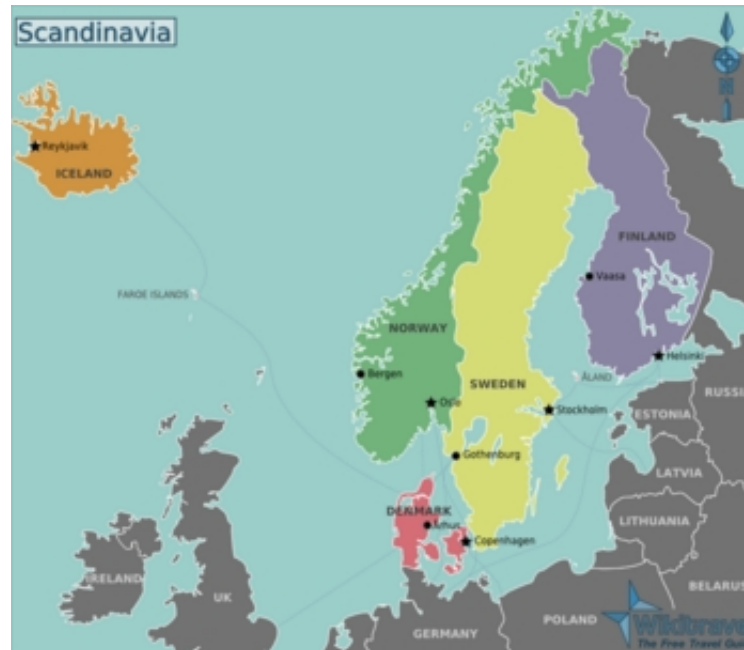 Scandinavia
N
Reykjavik
ICELAND
FAROE ISLANDS
FINLAND
Vaasa
NORWAY
Bergen
Helsinki
ÅLAND
SWEDEN
Oslo
Stockholm
RUSSI
ESTONIA
Gothenburg
LATVIA
DENMARK
Århus
LITHUANIA
Copenhagen
IRELAND
BELARUS
UK
POLAND
GERMANY
Wikitravel
The Free Travel Gui